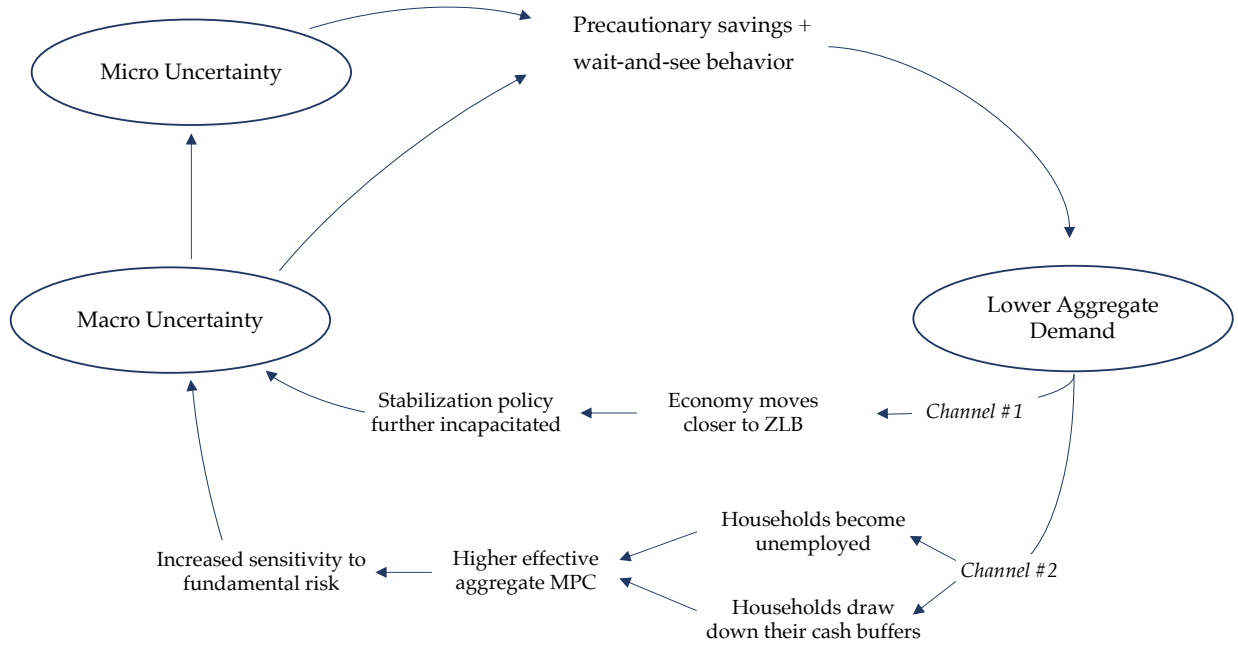 Precautionary savings +
wait-and-see behavior
Micro Uncertainty
Macro Uncertainty
Lower Aggregate
Demand
Channel #1
Economy moves
closer to ZLB
Stabilization policy
further incapacitated
Channel #2
Households become
unemployed
Households draw
down their cash buffers
Higher effective
aggregate MPC
Increased sensitivity to
fundamental risk